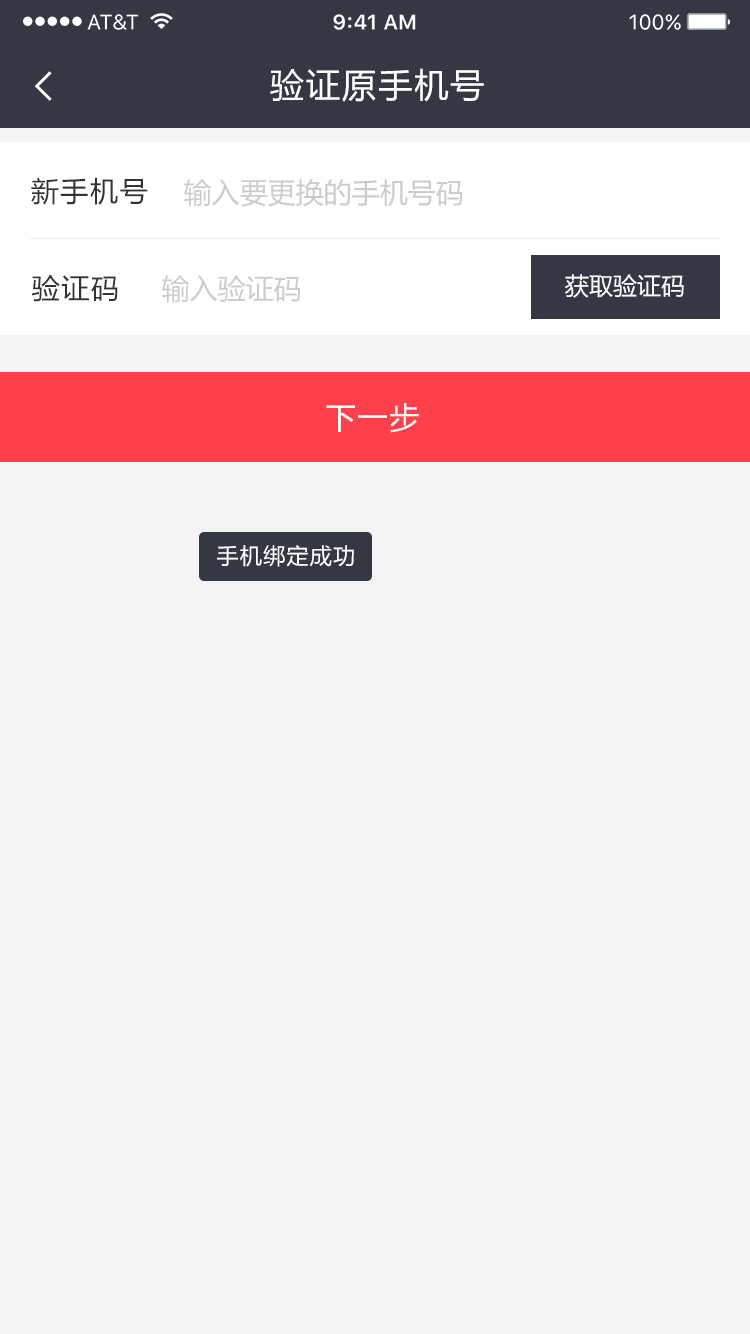 AT&T 9:41 AM 100%
验证原手机号
新手机号 输入要更换的手机号码
验证码 输入验证码 获取验证码
下一步
手机绑定成功